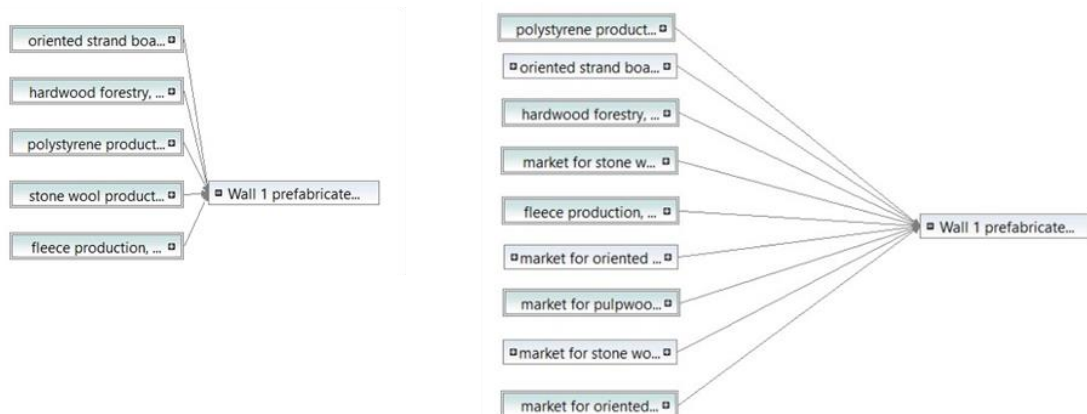 oriented strand boa...
hardwood forestry, ...
polystyrene product...
stone wool product...
fleece production, ...
Wall 1 prefabricate...
polystyrene product...
oriented strand boa...
hardwood forestry, ...
market for stone w...
fleece production, ...
market for oriented ...
market for pulpwoo...
market for stone wo...
market for oriented...
Wall 1 prefabricate...